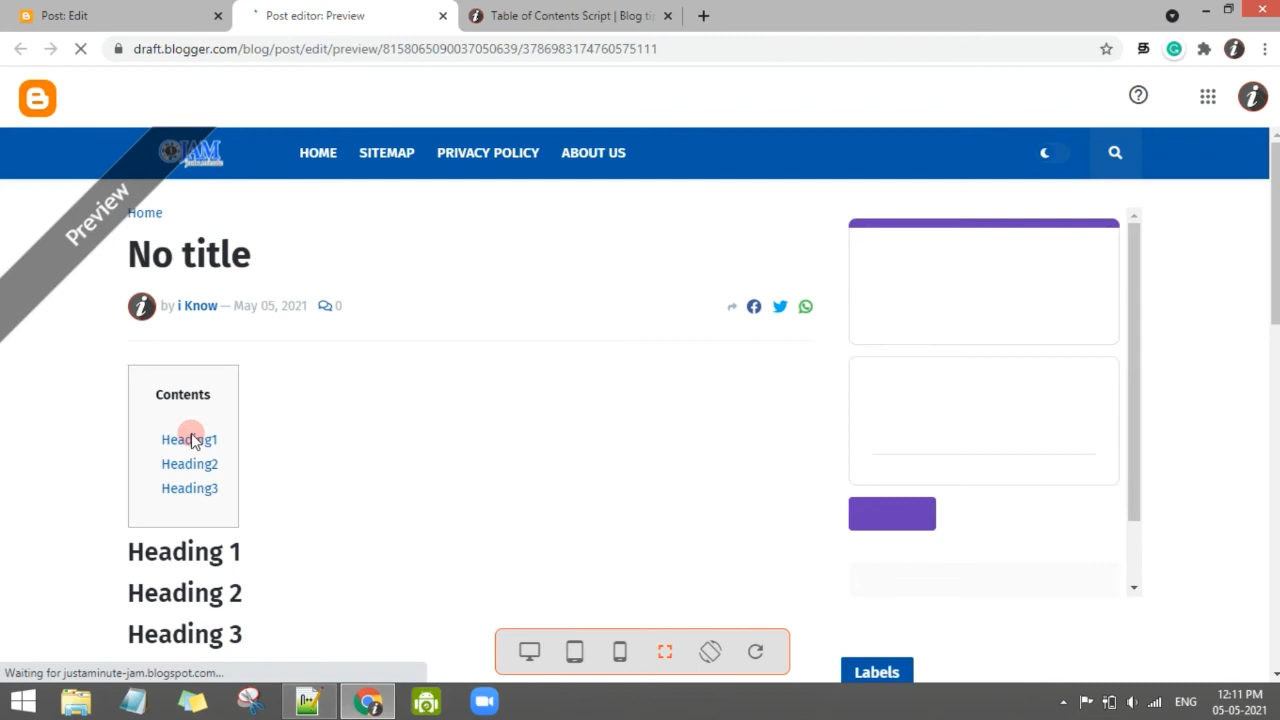 Post: Edit
Post editor: Preview
Table of Contents Script | Blog ti
draft.blogger.com/blog/post/edit/preview/8158065090037050639/3786983174760575111
JAM
HOME
SITEMAP
PRIVACY POLICY
ABOUT US
Preview
Home
No title
by i Know — May 05, 2021
0
Contents
Heading1
Heading2
Heading3
Heading 1
Heading 2
Heading 3
Labels
Waiting for justaminute-jam.blogspot.com...
ENG
12:11 PM
05-05-2021